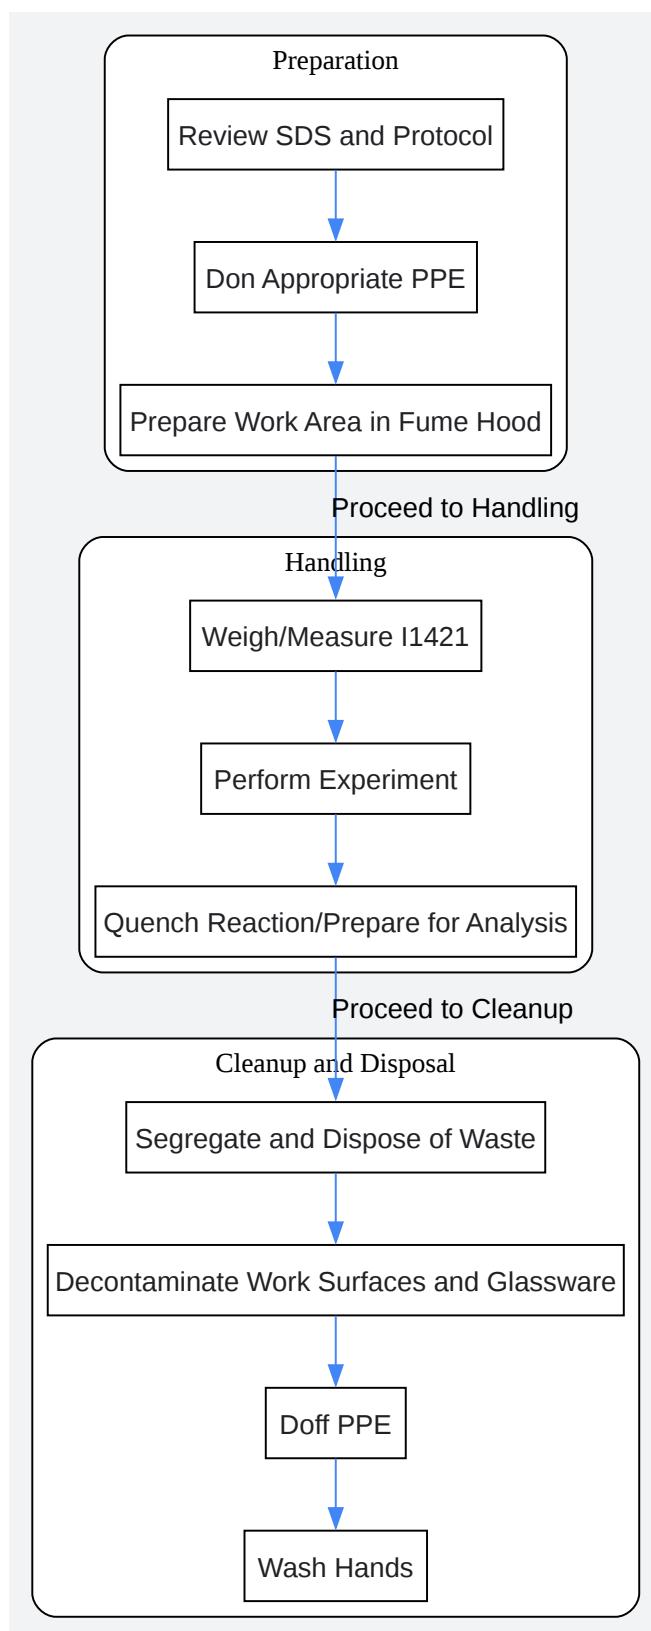 Preparation
Review SDS and Protocol
Don Appropriate PPE
Prepare Work Area in Fume Hood
Proceed to Handling
Handling
Weigh/Measure I1421
Perform Experiment
Quench Reaction/Prepare for Analysis
Proceed to Cleanup
Cleanup and Disposal
Segregate and Dispose of Waste
Decontaminate Work Surfaces and Glassware
Doff PPE
Wash Hands